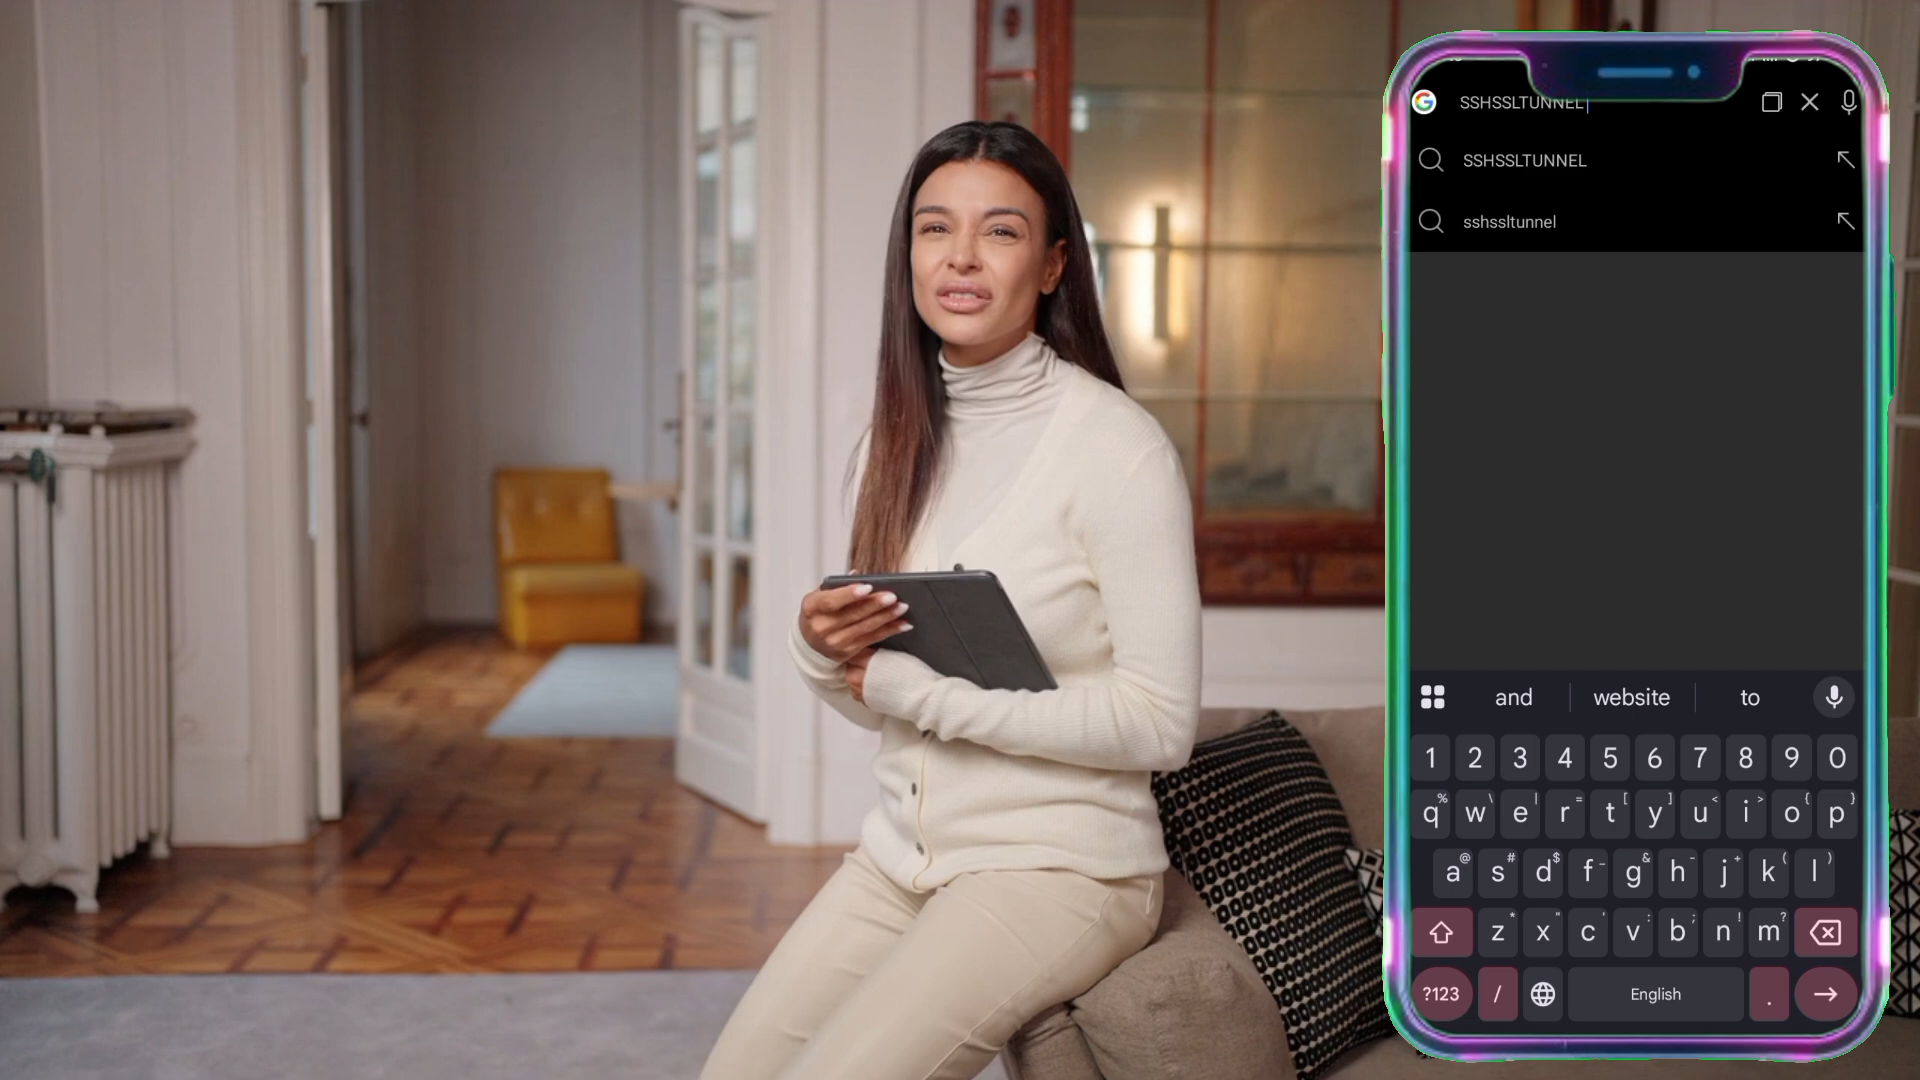 SSHSSLTUNNEL
SSHSSLTUNNEL
sshssltunnel
and website to
1 2 3 4 5 6 7 8 9 0
q % w \ e | r = t [ y ] u < i > o { p }
a @ s # d $ f _ g & h - j + k ( l )
z * x " c ' v : b ; n ! m ?
?123 / English .